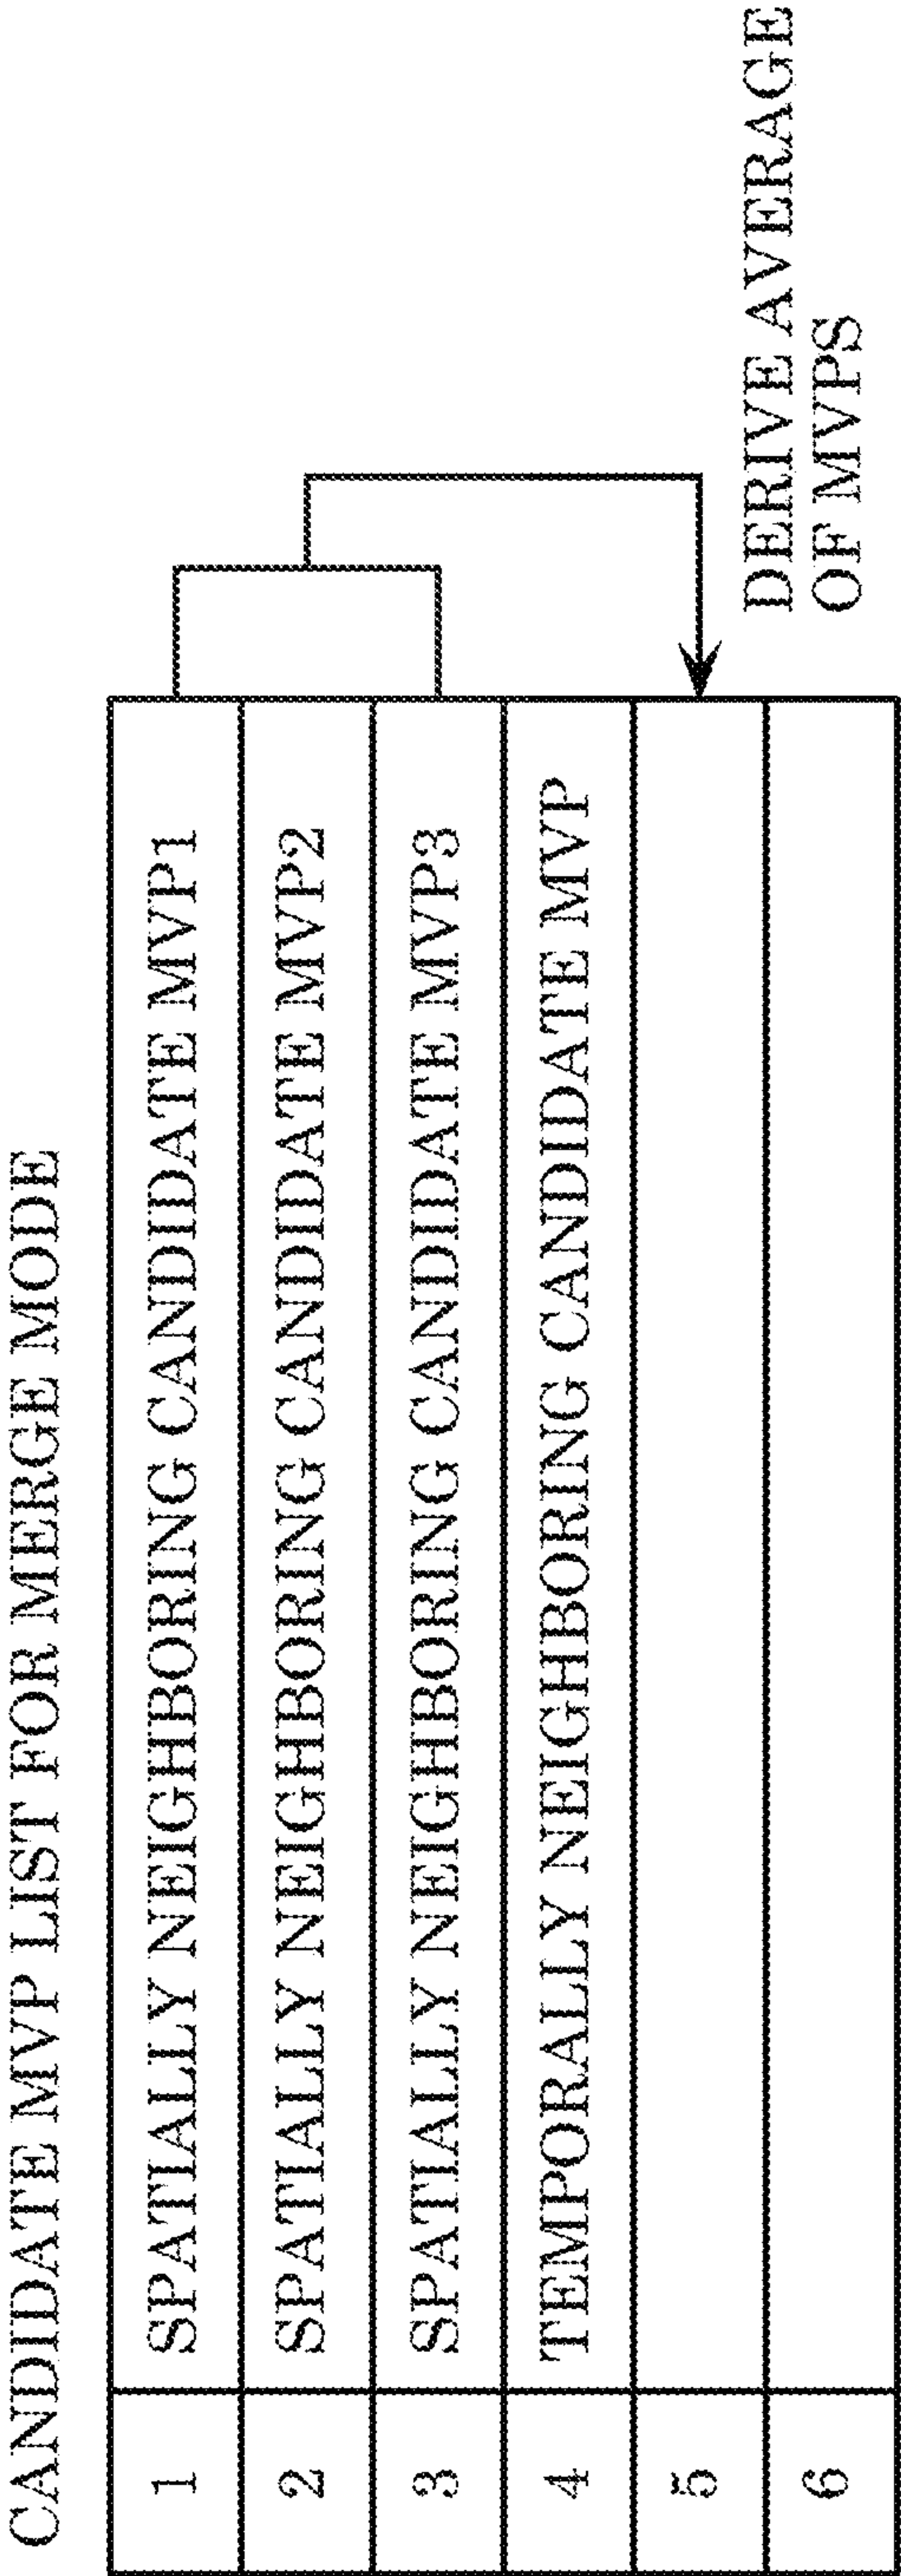 CANDIDATE MVP LIST FOR MERGE MODE
1 SPATIALLY NEIGHBORING CANDIDATE MVP1
2 SPATIALLY NEIGHBORING CANDIDATE MVP2
3 SPATIALLY NEIGHBORING CANDIDATE MVP3
4 TEMPORALLY NEIGHBORING CANDIDATE MVP
5
6
DERIVE AVERAGE
OF MVPS